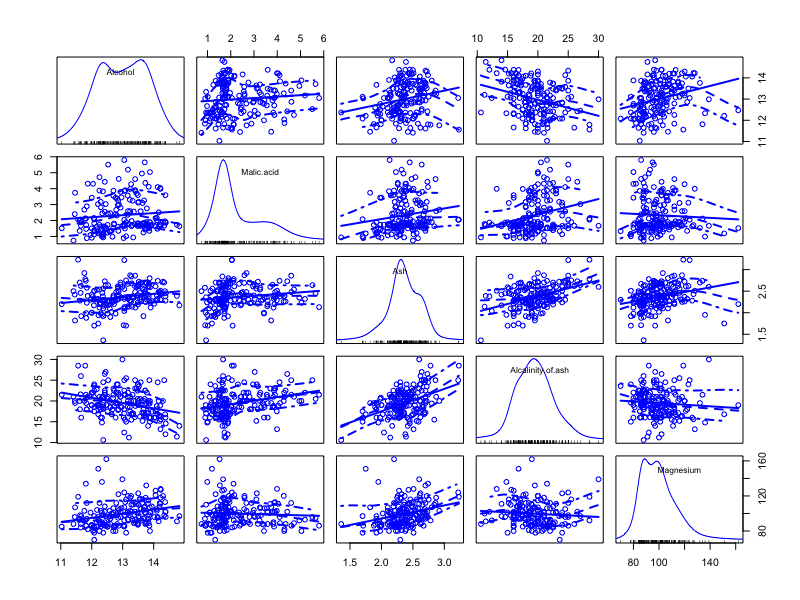 1 2 3 4 5 6
10 15 20 25 30
Alcohol
11 12 13 14
1 2 3 4 5 6
Malic.acid
Ash
1.5 2.5
10 15 20 25 30
Alcalinity of.ash
Magnesium
80 120 160
11 12 13 14
1.5 2.0 2.5 3.0
80 100 140